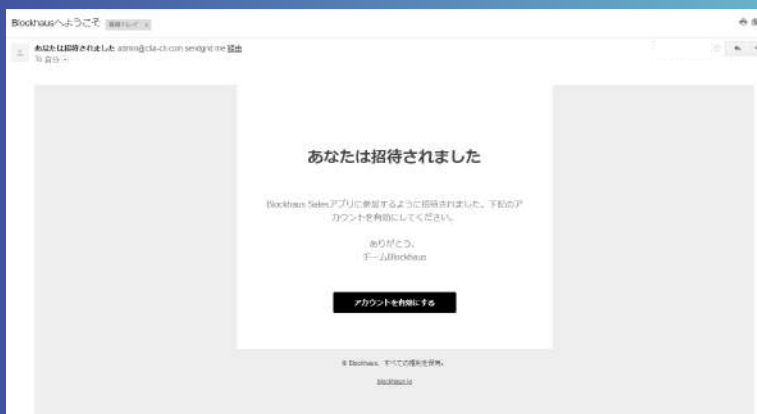 Blockhausへようこそ
あなたは招待されました
To 自分
あなたは招待されました
Blockhaus Salesアプリに参加するように招待されました。下記のア
カウントを有効にしてください。
ありがとう、
チームBlockhaus
アカウントを有効にする
© Blockhaus. すべての権利を保有。